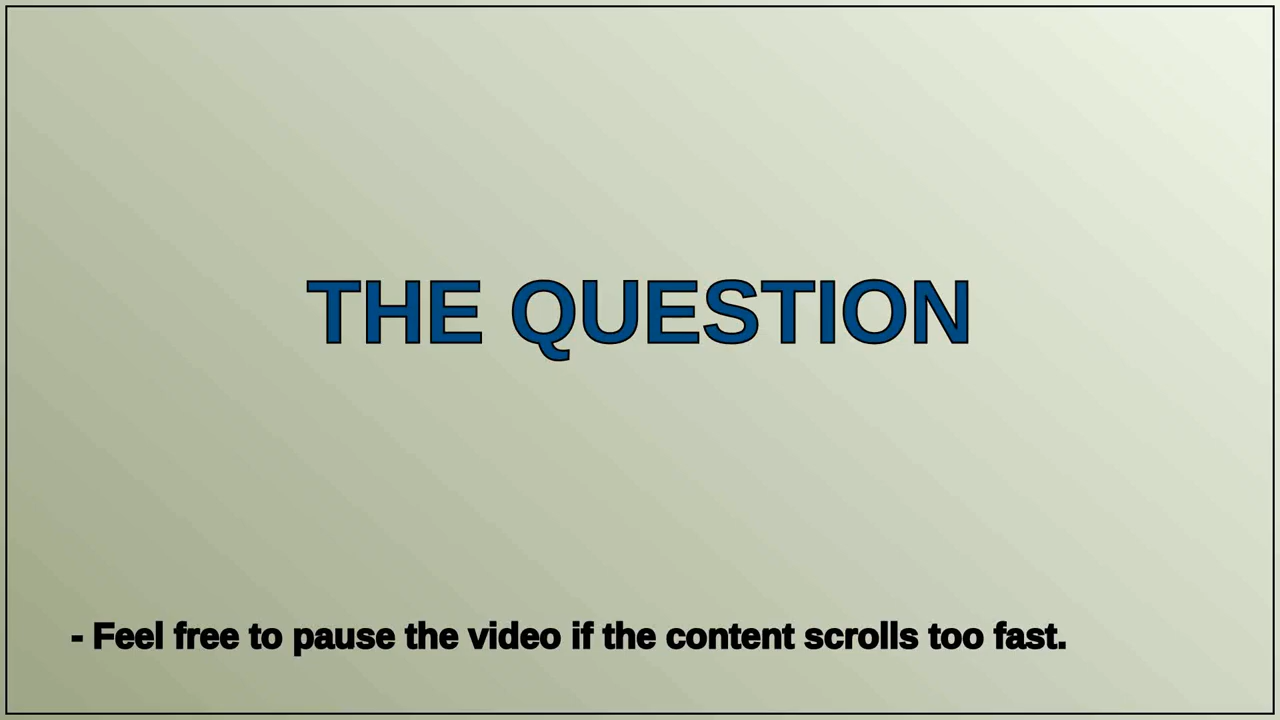 THE QUESTION
- Feel free to pause the video if the content scrolls too fast.